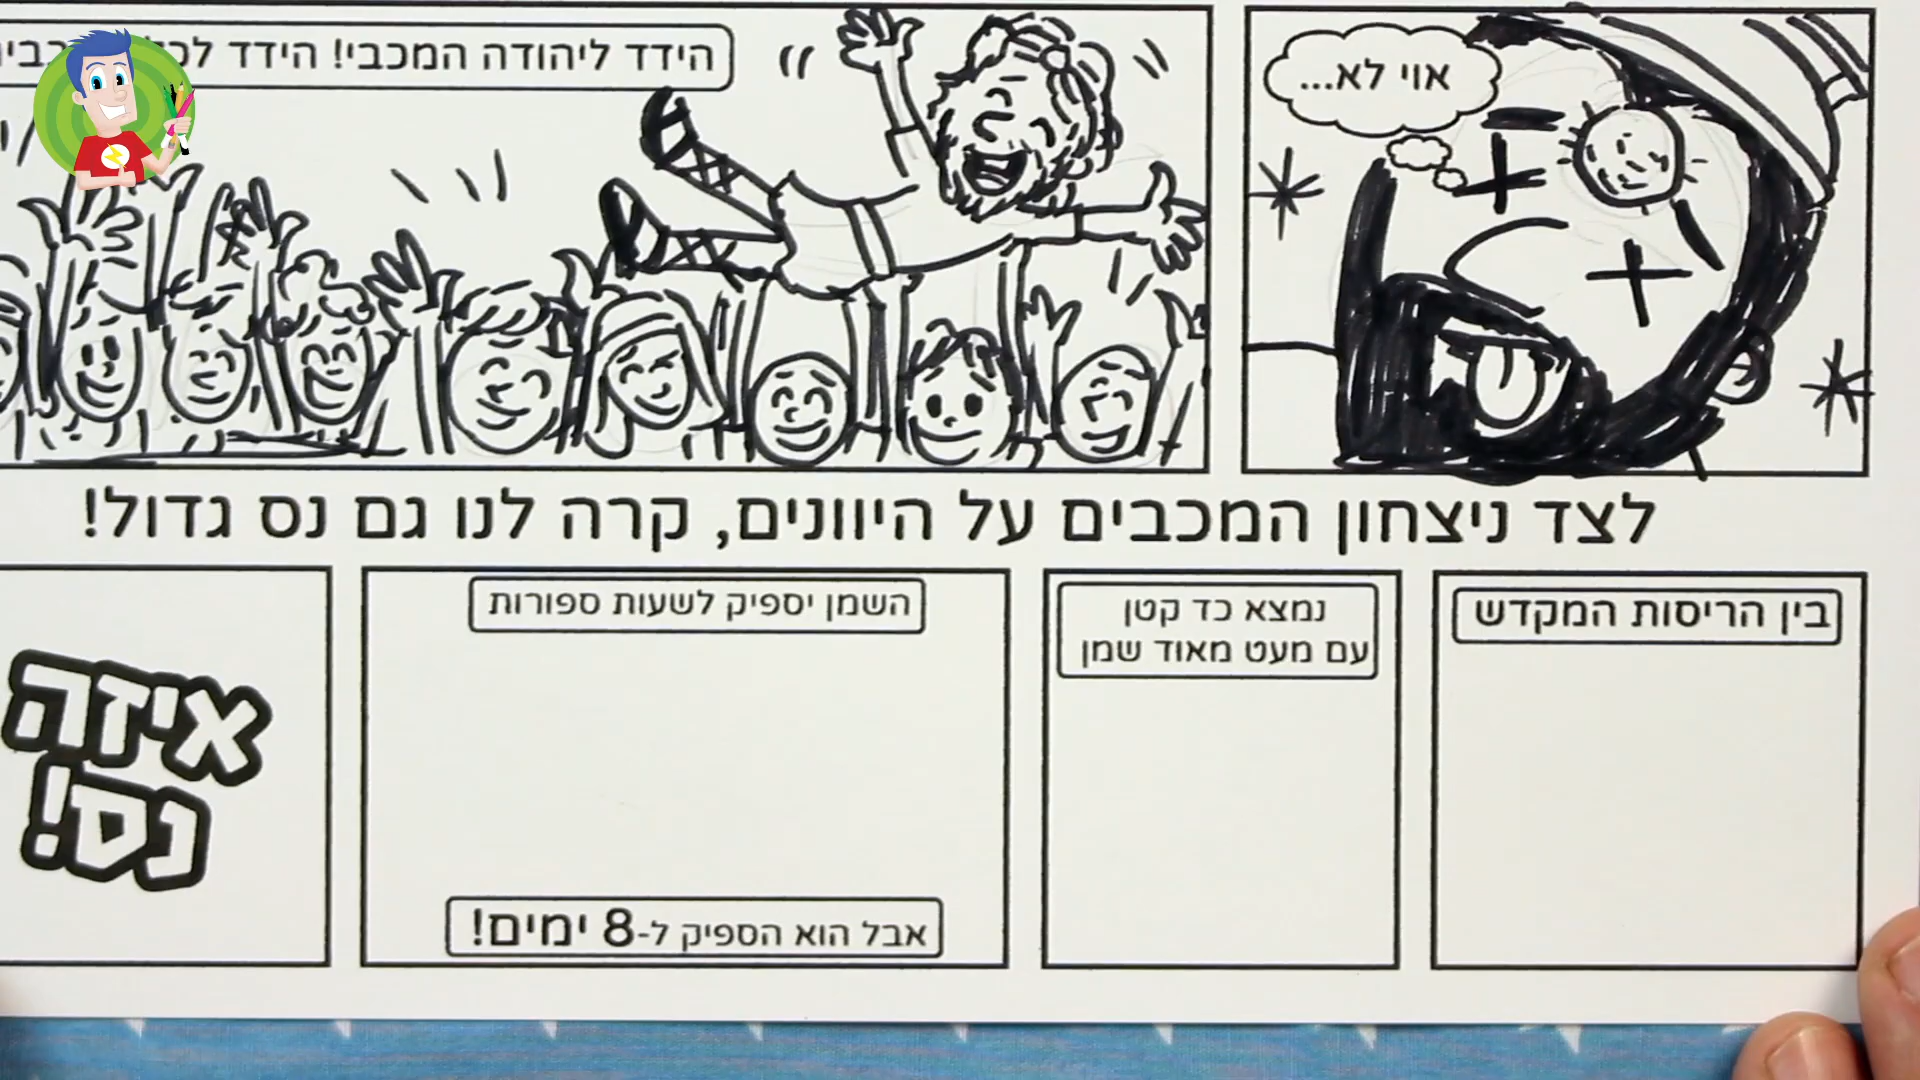 אוי לא...
הידד ליהודה המכבי! הידד
לצד ניצחון המכבים על היוונים, קרה לנו גם נס גדול!
בין הריסות המקדש
נמצא כד קטן
עם מעט מאוד שמן
השמן יספיק לשעות ספורות
אבל הוא הספיק ל-8 ימים!
איזה
נס!